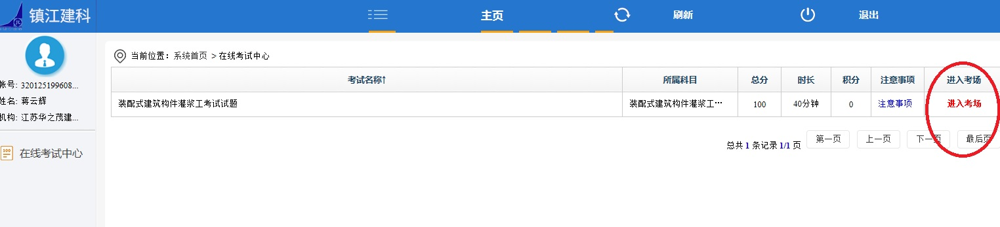 镇江建科
主页
刷新
退出
帐号: 320125199608...
姓名: 蒋云辉
机构: 江苏华之茂建...
在线考试中心
当前位置: 系统首页 > 在线考试中心
考试名称↑ 所属科目 总分 时长 积分 注意事项 进入考场
装配式建筑构件灌浆工考试试题 装配式建筑构件灌浆工… 100 40分钟 0 注意事项 进入考场
总共 1 条记录 1/1 页 第一页 上一页 下一页 最后页